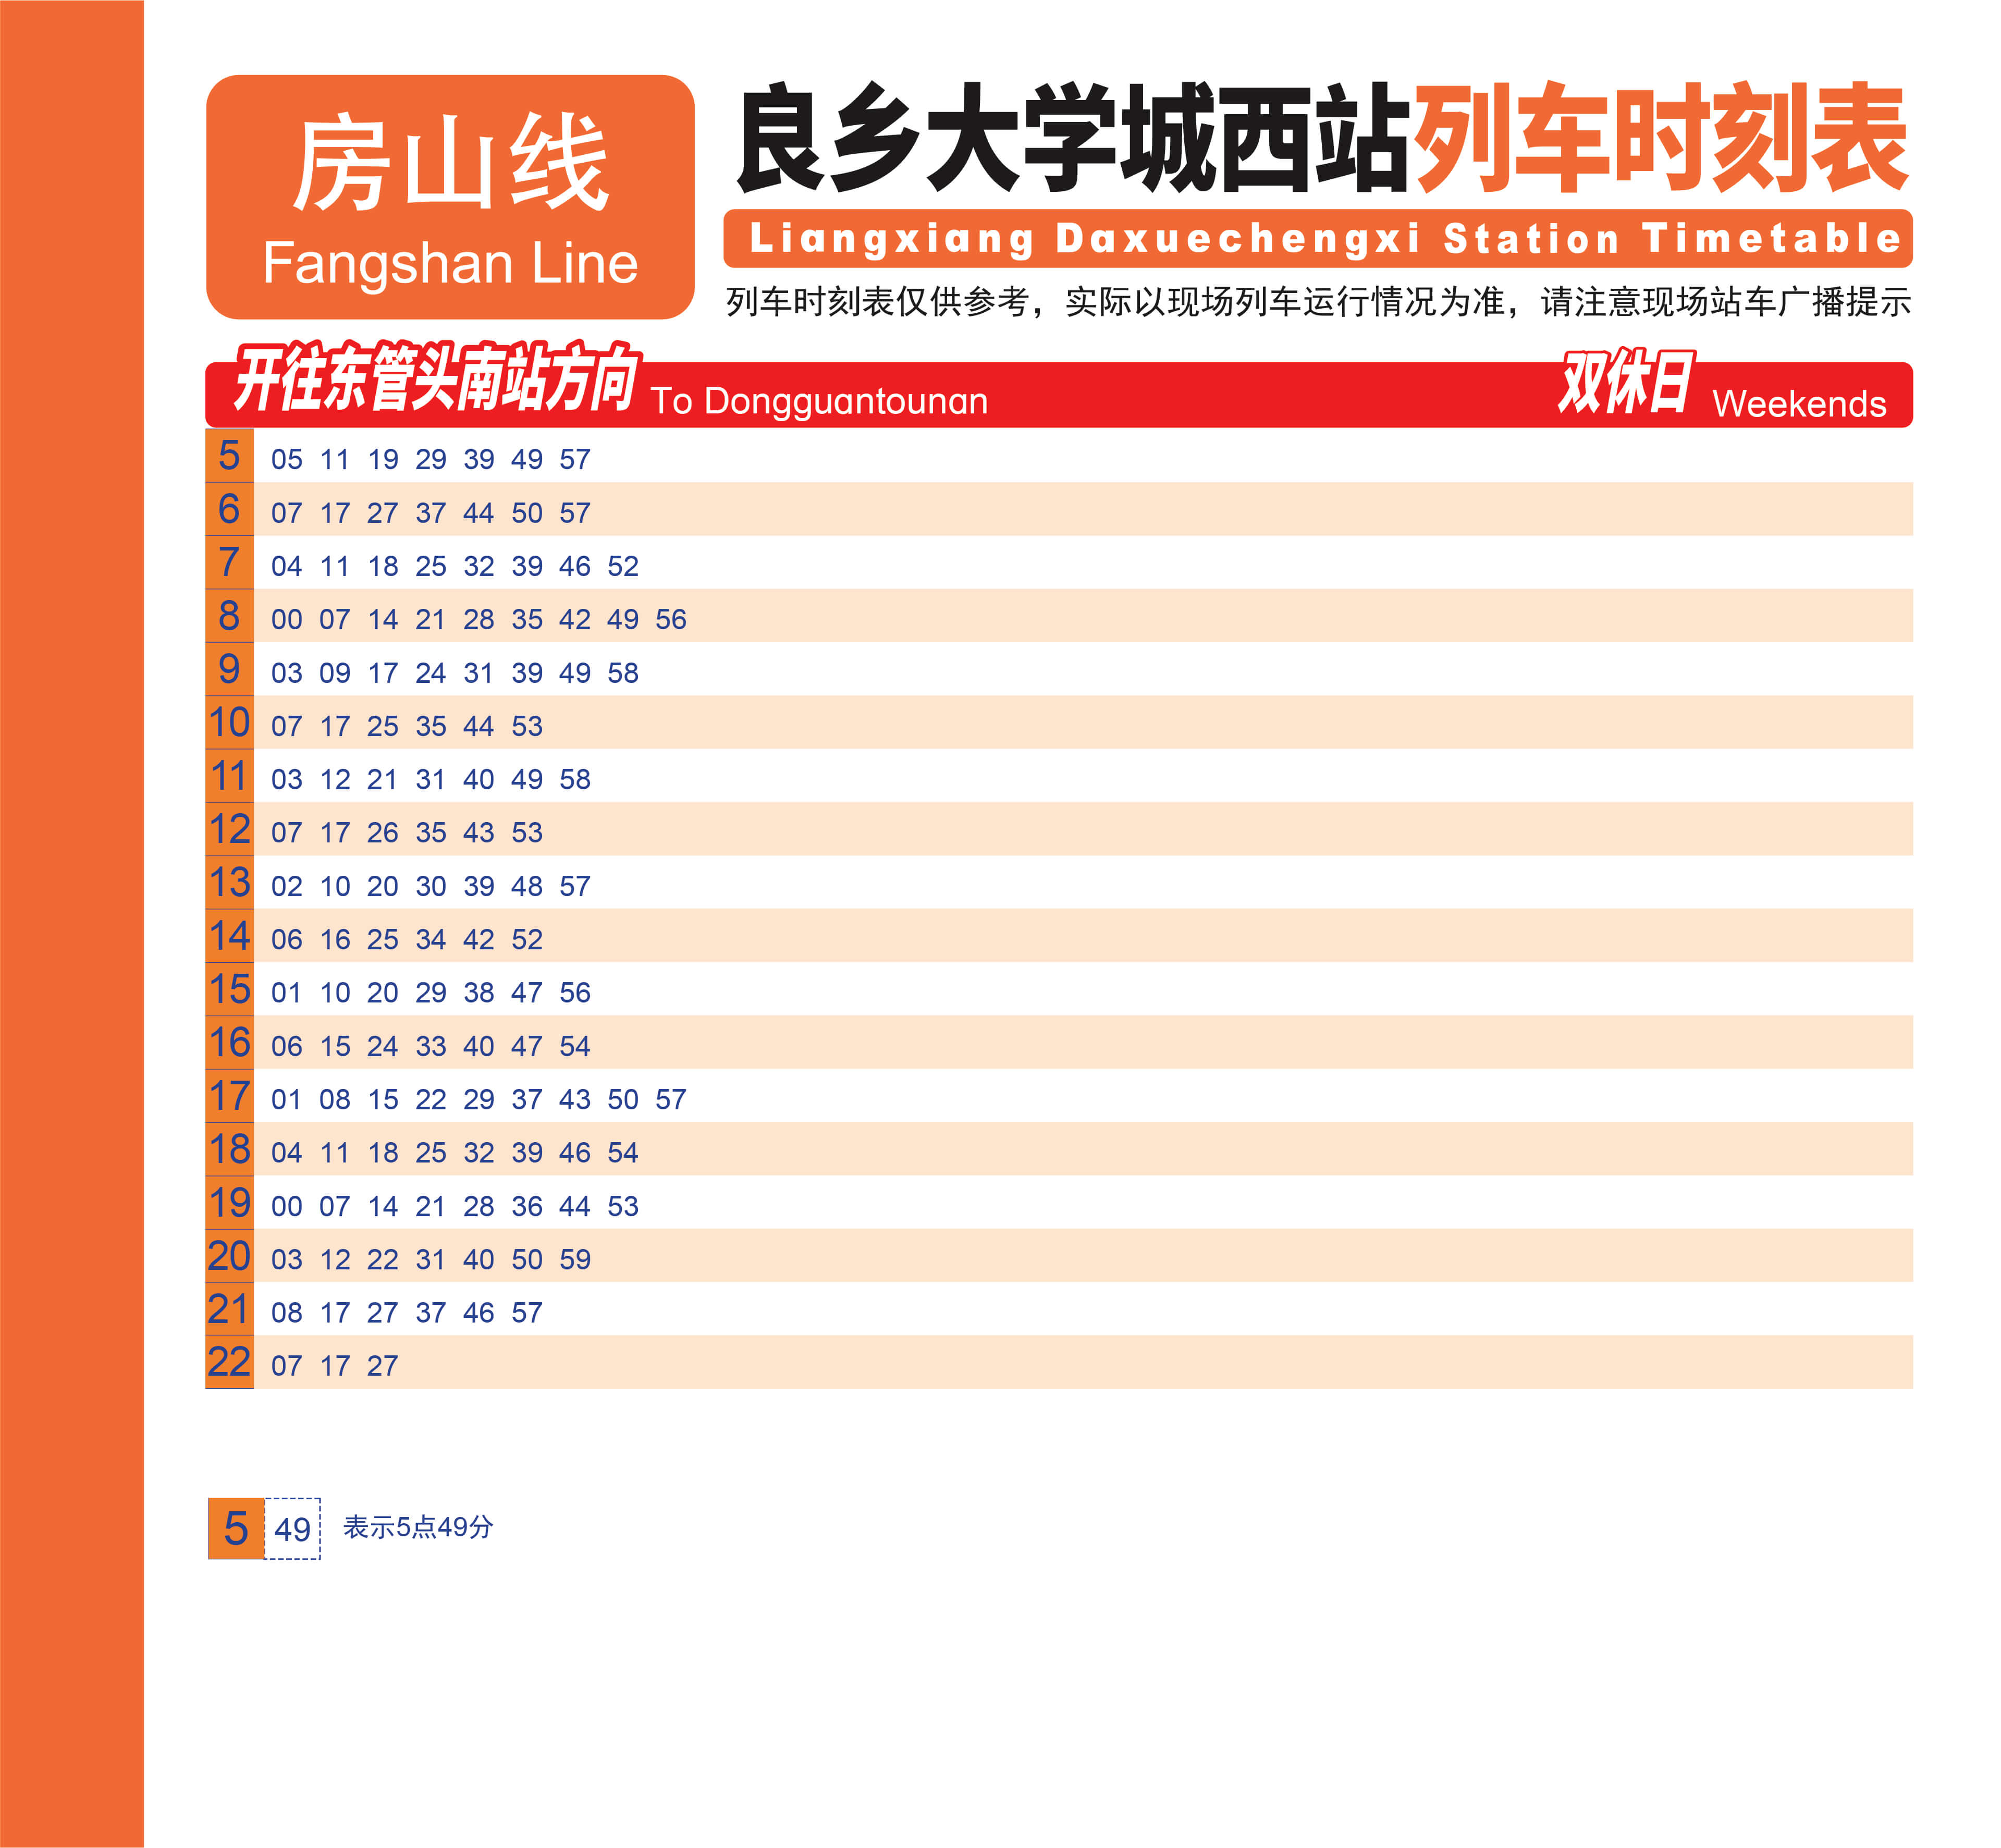 房山线
Fangshan Line
良乡大学城西站列车时刻表
Liangxiang Daxuechengxi Station Timetable
列车时刻表仅供参考，实际以现场列车运行情况为准，请注意现场站车广播提示
开往东管头南站方向 To Dongguantounan 双休日 Weekends
5 05 11 19 29 39 49 57
6 07 17 27 37 44 50 57
7 04 11 18 25 32 39 46 52
8 00 07 14 21 28 35 42 49 56
9 03 09 17 24 31 39 49 58
10 07 17 25 35 44 53
11 03 12 21 31 40 49 58
12 07 17 26 35 43 53
13 02 10 20 30 39 48 57
14 06 16 25 34 42 52
15 01 10 20 29 38 47 56
16 06 15 24 33 40 47 54
17 01 08 15 22 29 37 43 50 57
18 04 11 18 25 32 39 46 54
19 00 07 14 21 28 36 44 53
20 03 12 22 31 40 50 59
21 08 17 27 37 46 57
22 07 17 27
5 49 表示5点49分